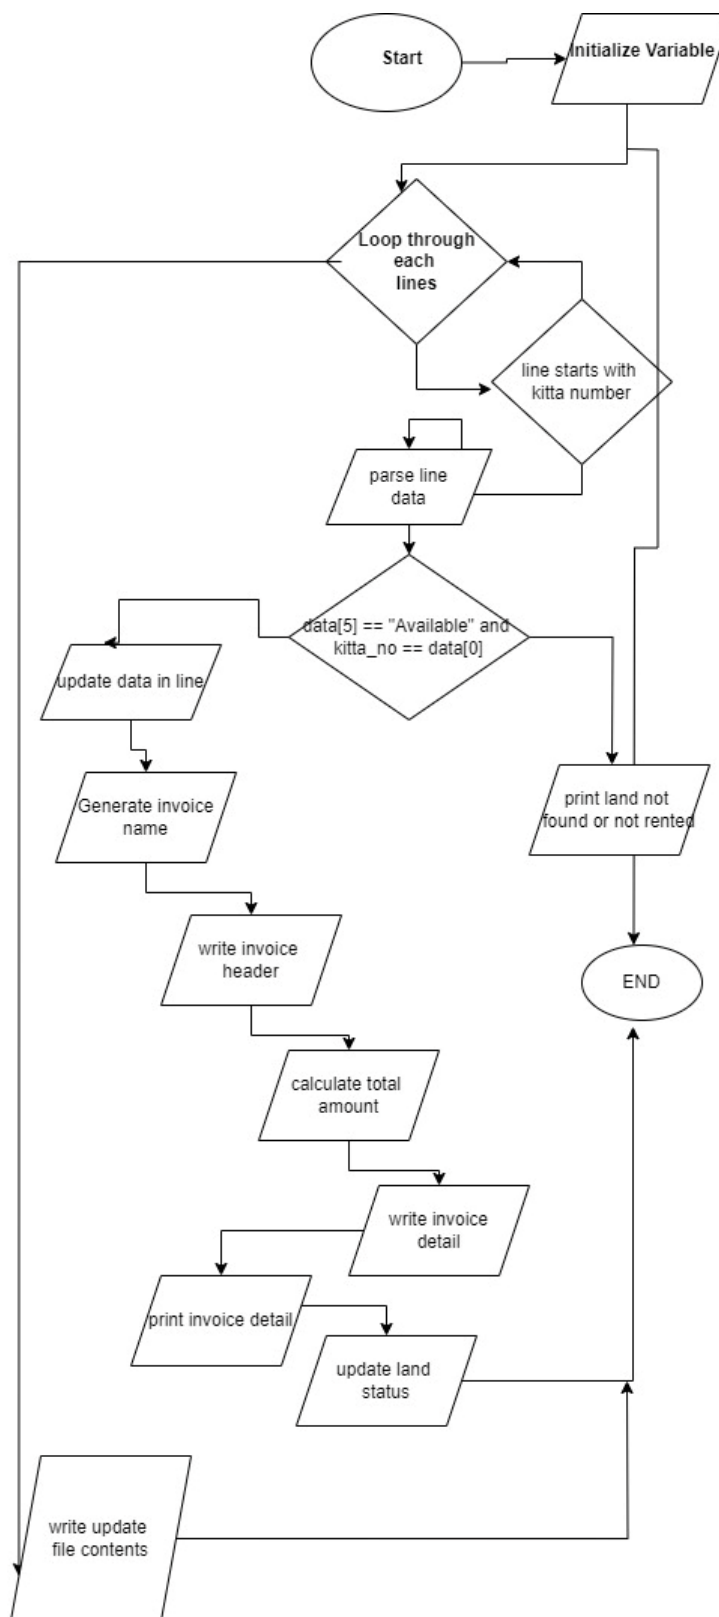 Start
Initialize Variable
Loop through
each
lines
line starts with
kitta number
parse line
data
data[5] == "Available" and
kitta_no == data[0]
update data in line
Generate invoice
name
print land not
found or not rented
write invoice
header
END
calculate total
amount
write invoice
detail
print invoice detail
update land
status
write update
file contents